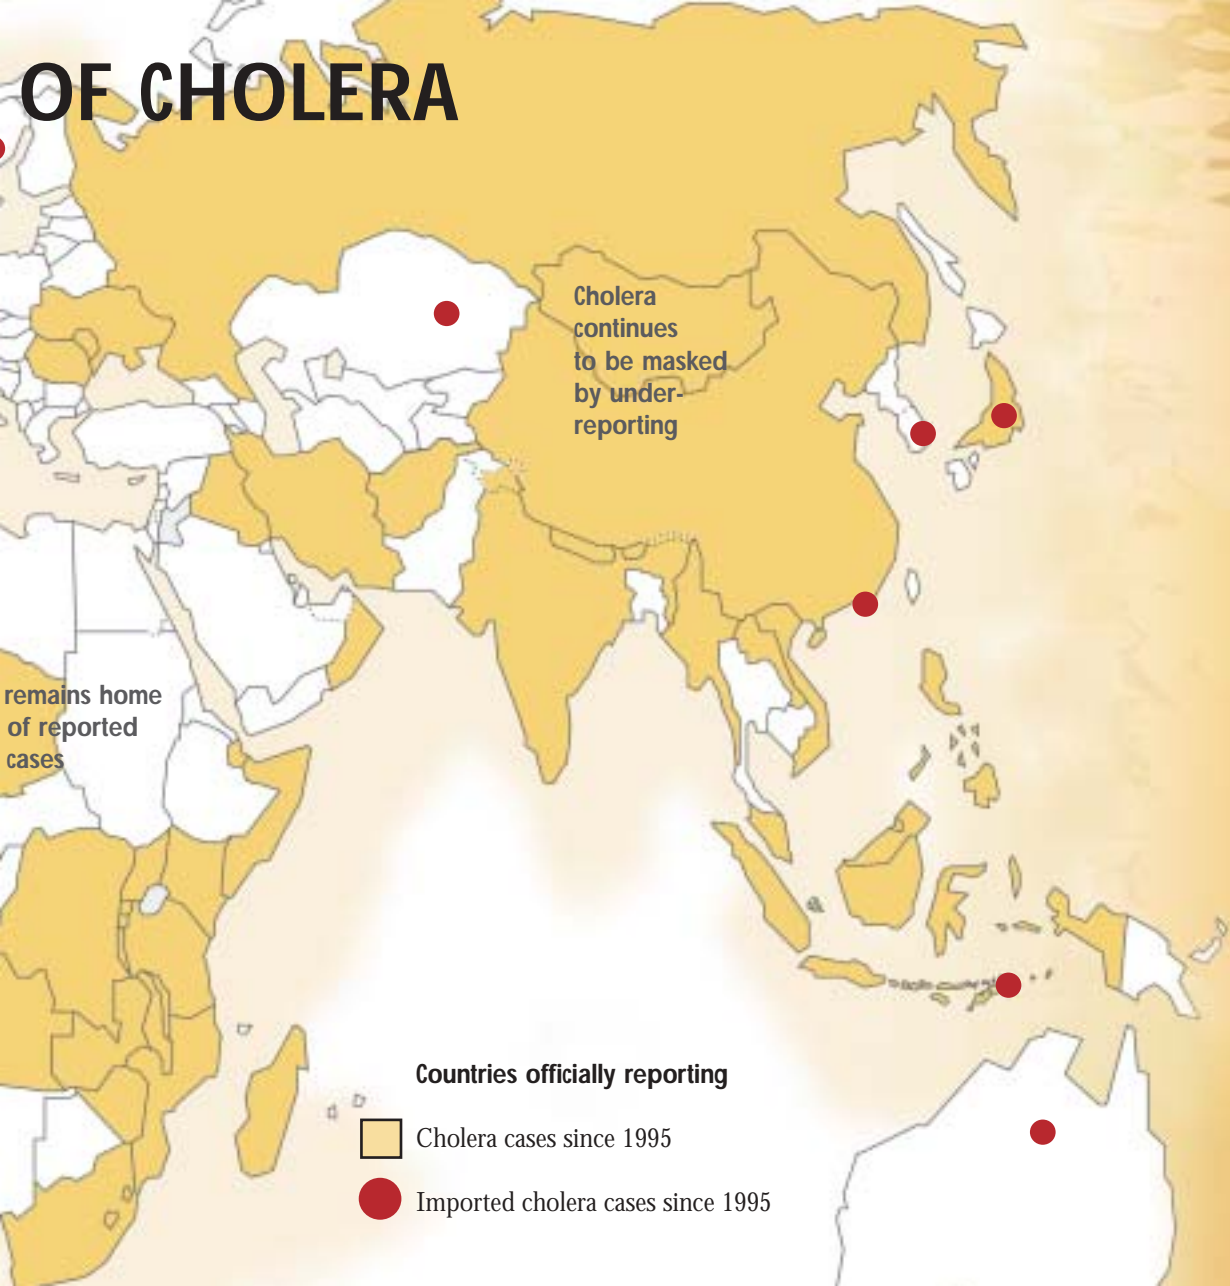 OF CHOLERA
Cholera
continues
to be masked
by under-
reporting
remains home
of reported
cases
Countries officially reporting
Cholera cases since 1995
Imported cholera cases since 1995